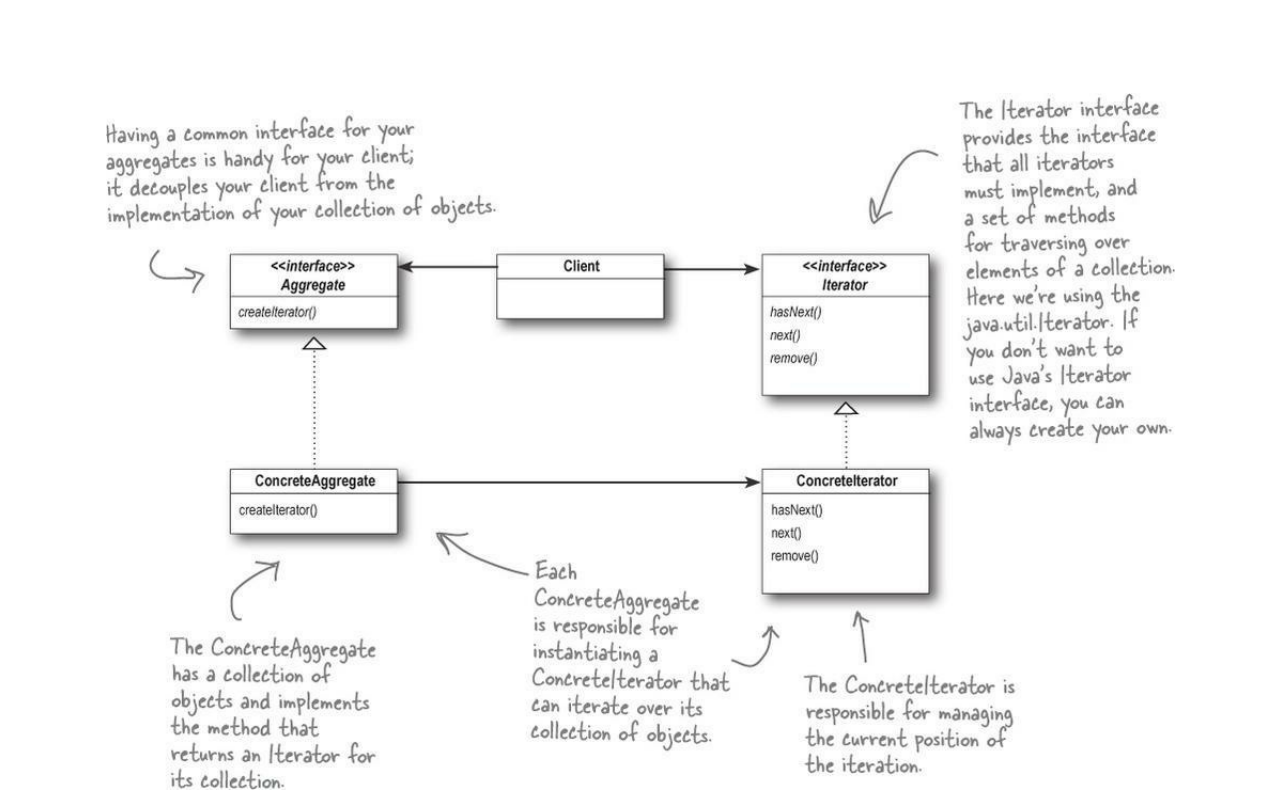 Having a common interface for your
aggregates is handy for your client;
it decouples your client from the
implementation of your collection of objects.
The Iterator interface
provides the interface
that all iterators
must implement, and
a set of methods
for traversing over
elements of a collection.
Here we're using the
java.util.Iterator. If
you don't want to
use Java's Iterator
interface, you can
always create your own.
<<interface>>
Aggregate
createIterator()
Client
<<interface>>
Iterator
hasNext()
next()
remove()
ConcreteAggregate
createIterator()
ConcreteIterator
hasNext()
next()
remove()
The ConcreteAggregate
has a collection of
objects and implements
the method that
returns an Iterator for
its collection.
Each
ConcreteAggregate
is responsible for
instantiating a
ConcreteIterator that
can iterate over its
collection of objects.
The ConcreteIterator is
responsible for managing
the current position of
the iteration.